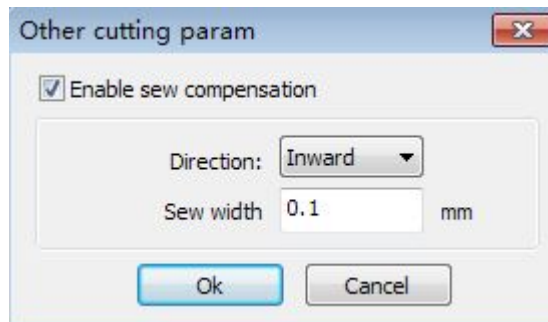 Other cutting param
Enable sew compensation
Direction: Inward
Sew width 0.1 mm
Ok Cancel